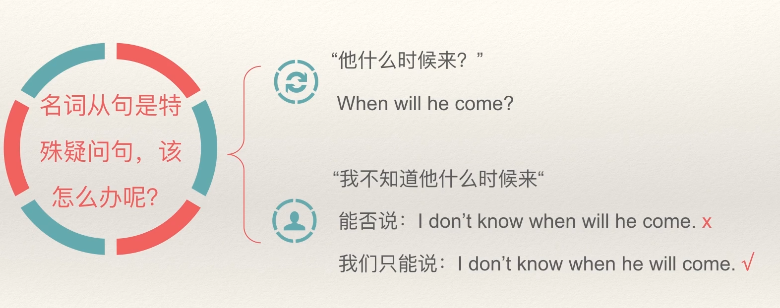 名词从句是特
殊疑问句，该
怎么办呢？
“他什么时候来？”
When will he come?
“我不知道他什么时候来“
能否说：I don’t know when will he come. x
我们只能说：I don’t know when he will come. √